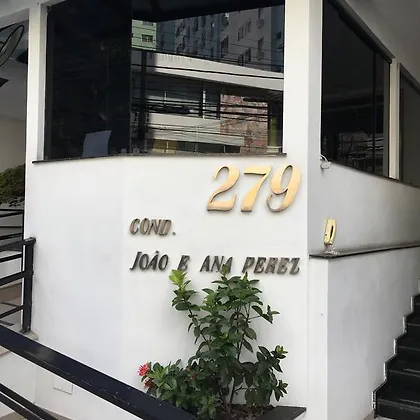 279
COND.
JOÃO E ANA PEREZ